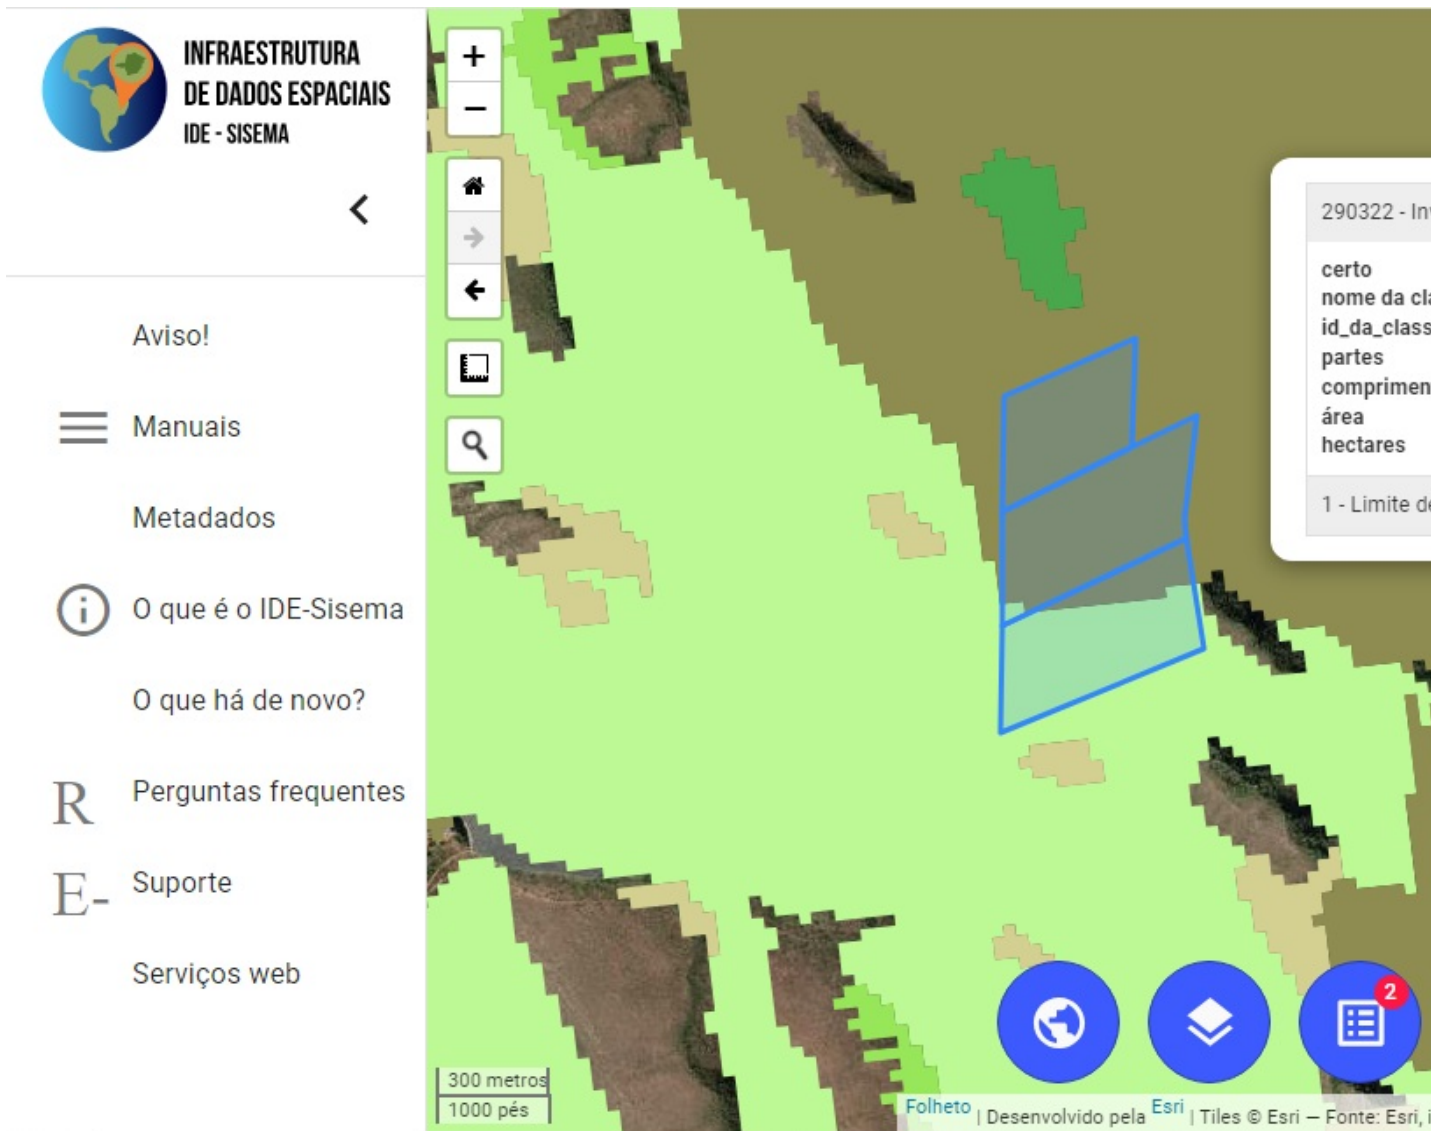 INFRAESTRUTURA
DE DADOS ESPACIAIS
IDE - SISEMA
Aviso!
Manuais
Metadados
O que é o IDE-Sisema
O que há de novo?
R
Perguntas frequentes
E-
Suporte
Serviços web
290322 - In
certo
nome da cla
id_da_class
partes
comprimen
área
hectares
1 - Limite de
2
300 metros
1000 pés
Folheto | Desenvolvido pela Esri | Tiles © Esri — Fonte: Esri, i